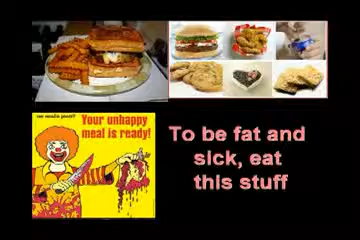 Your unhappy
meal is ready!
To be fat and
sick, eat
this stuff